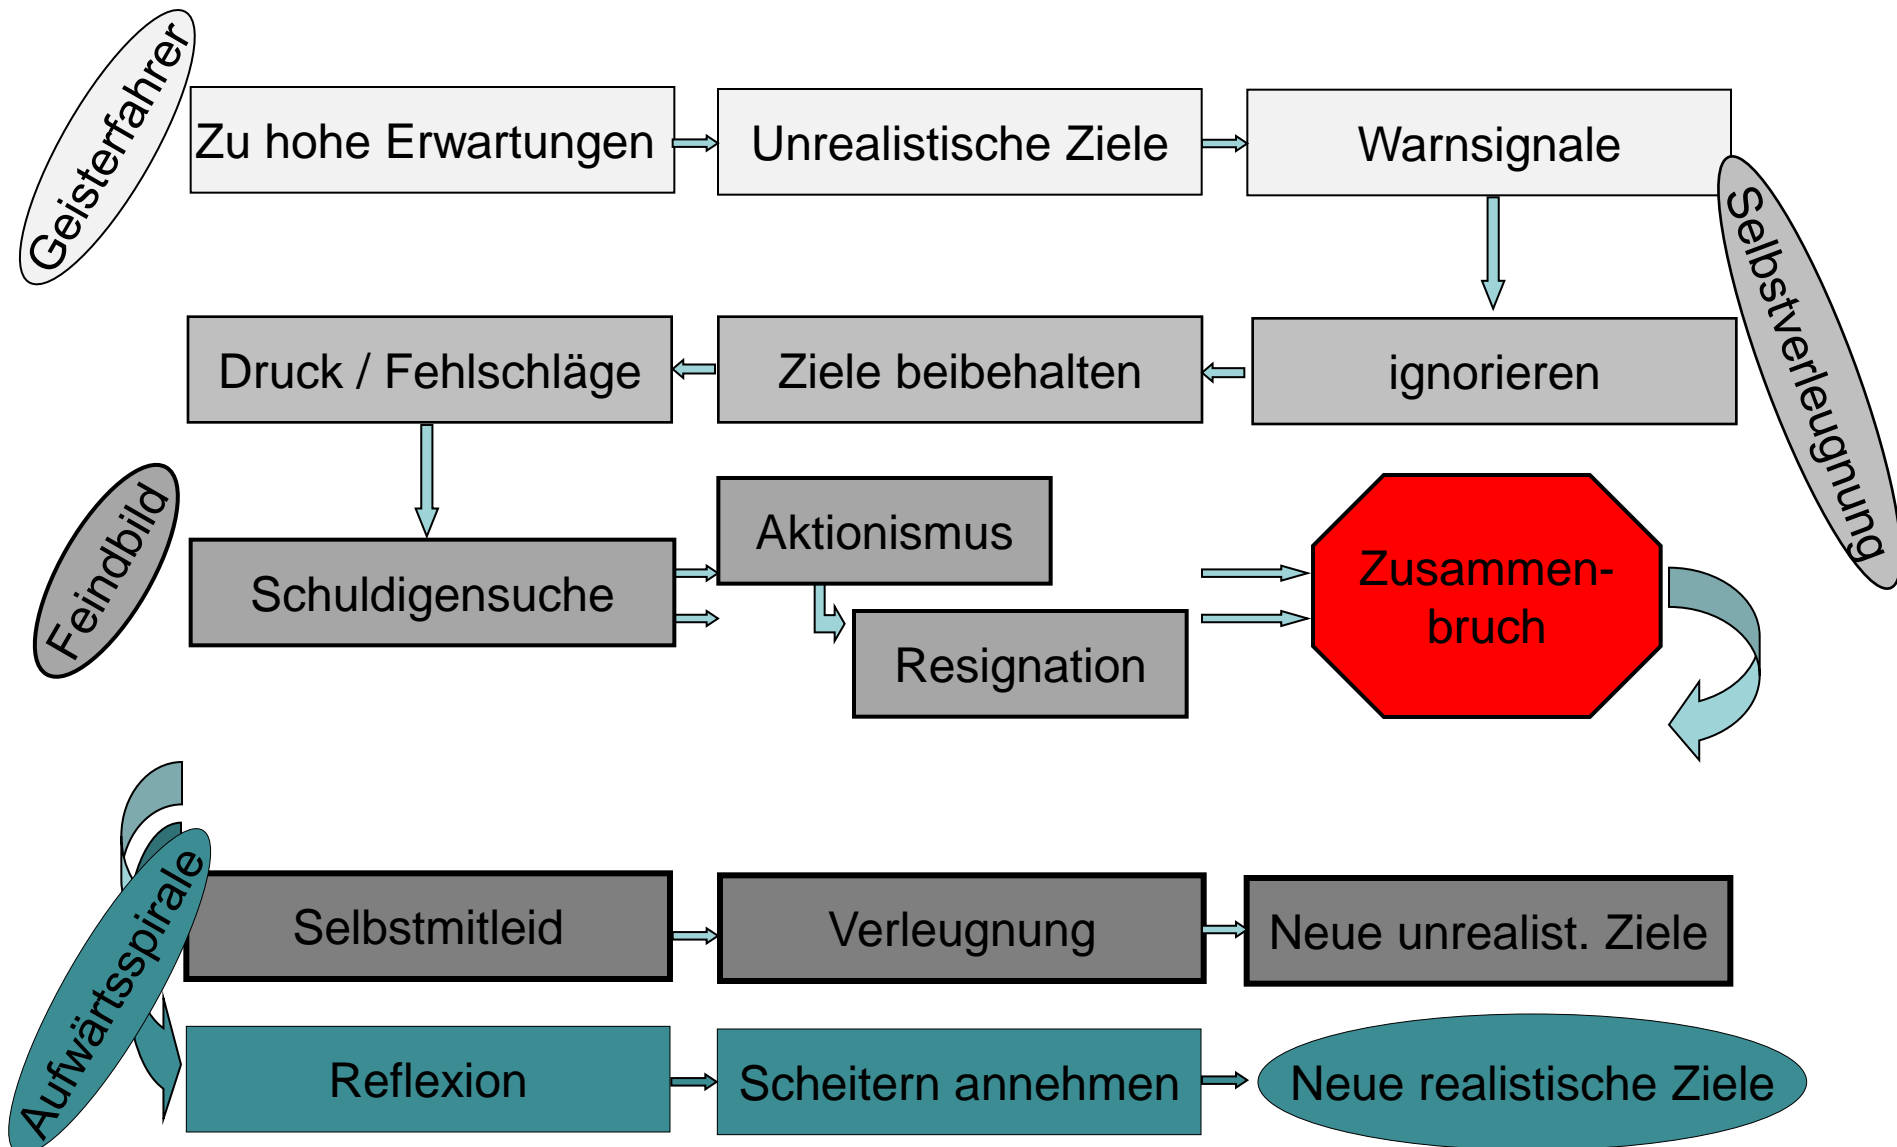 Geisterfahrer
Zu hohe Erwartungen
Unrealistische Ziele
Warnsignale
Selbstverleugnung
Druck / Fehlschläge
Ziele beibehalten
ignorieren
Feindbild
Schuldigensuche
Aktionismus
Resignation
Zusammen-
bruch
Aufwärtsspirale
Selbstmitleid
Verleugnung
Neue unrealist. Ziele
Reflexion
Scheitern annehmen
Neue realistische Ziele